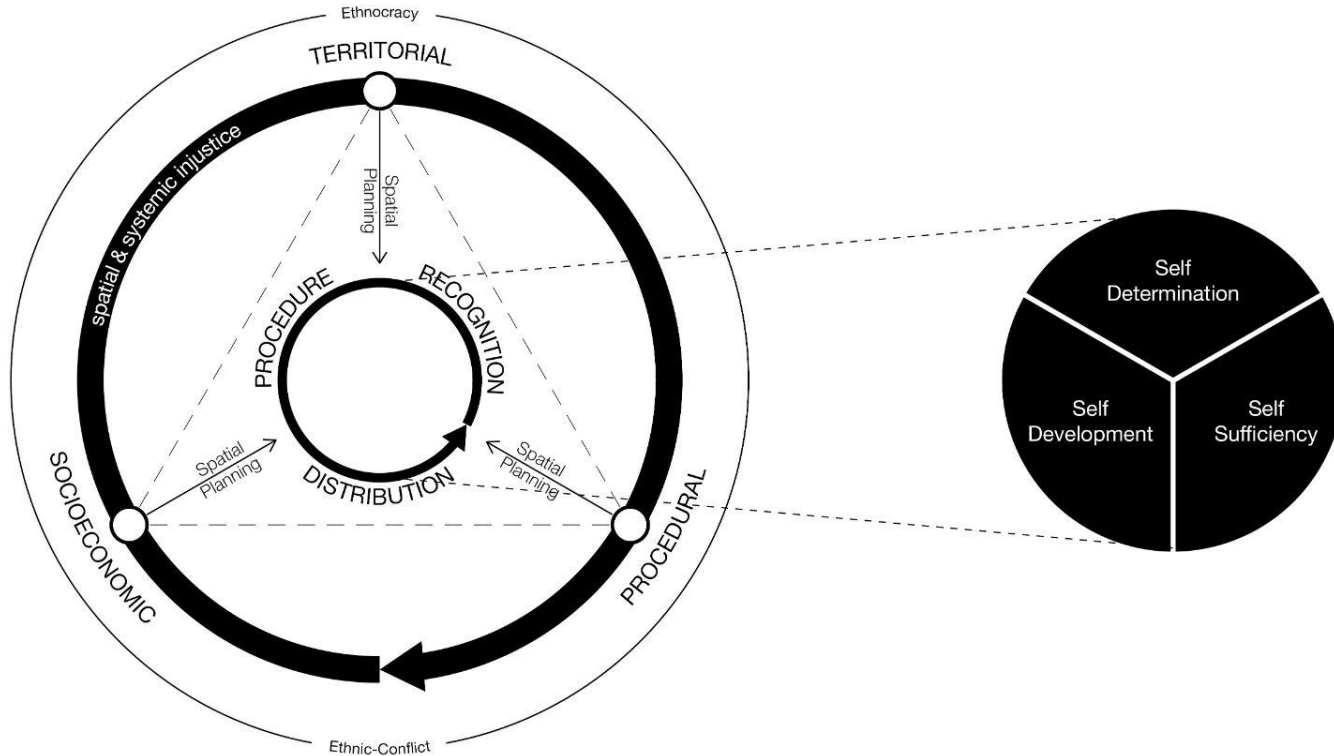 Ethnocracy
TERRITORIAL
spatial & systemic injustice
Spatial
Planning
PROCEDURE
RECOGNITION
DISTRIBUTION
Spatial
Planning
Spatial
Planning
SOCIOECONOMIC
PROCEDURAL
Ethnic-Conflict
Self
Determination
Self
Development
Self
Sufficiency